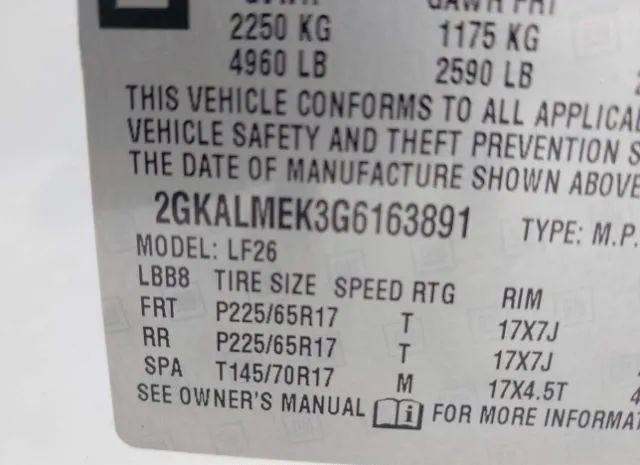 GAWR FRT
2250 KG 1175 KG
4960 LB 2590 LB
THIS VEHICLE CONFORMS TO ALL
VEHICLE SAFETY AND THEFT PREVENTION
THE DATE OF MANUFACTURE SHOWN ABOVE
2GKALMEK3G6163891 TYPE: M.P.
MODEL: LF26
LBB8 TIRE SIZE SPEED RTG RIM
FRT P225/65R17 T 17X7J
RR P225/65R17 T 17X7J
SPA T145/70R17 M 17X4.5T
SEE OWNER'S MANUAL FOR MORE